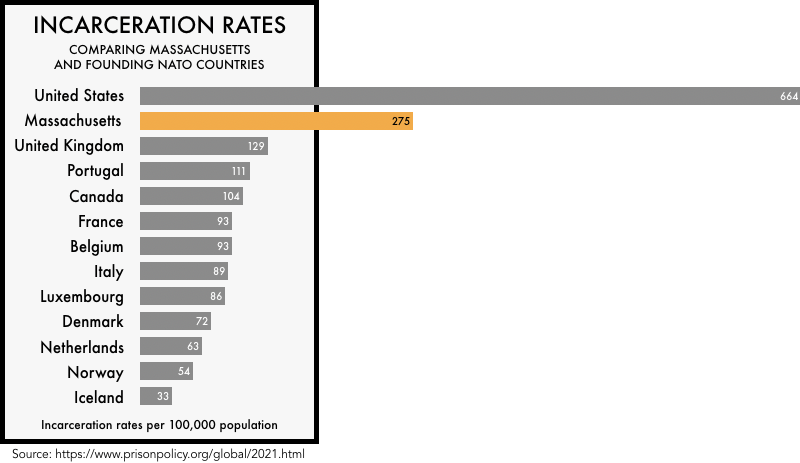 INCARCERATION RATES
COMPARING MASSACHUSETTS
AND FOUNDING NATO COUNTRIES
United States 664
Massachusetts 275
United Kingdom 129
Portugal 111
Canada 104
France 93
Belgium 93
Italy 89
Luxembourg 86
Denmark 72
Netherlands 63
Norway 54
Iceland 33
Incarceration rates per 100,000 population
Source: https://www.prisonpolicy.org/global/2021.html